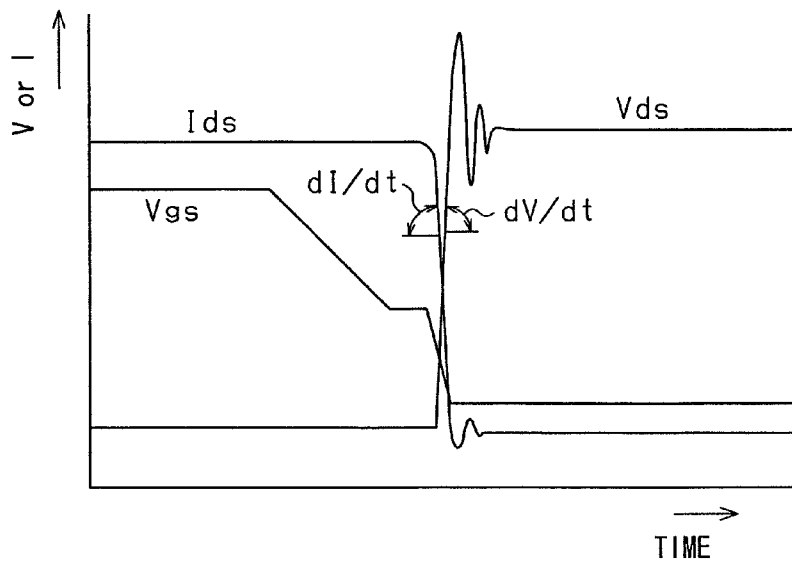 V or I
Ids
Vds
dI/dt
Vgs
dV/dt
TIME